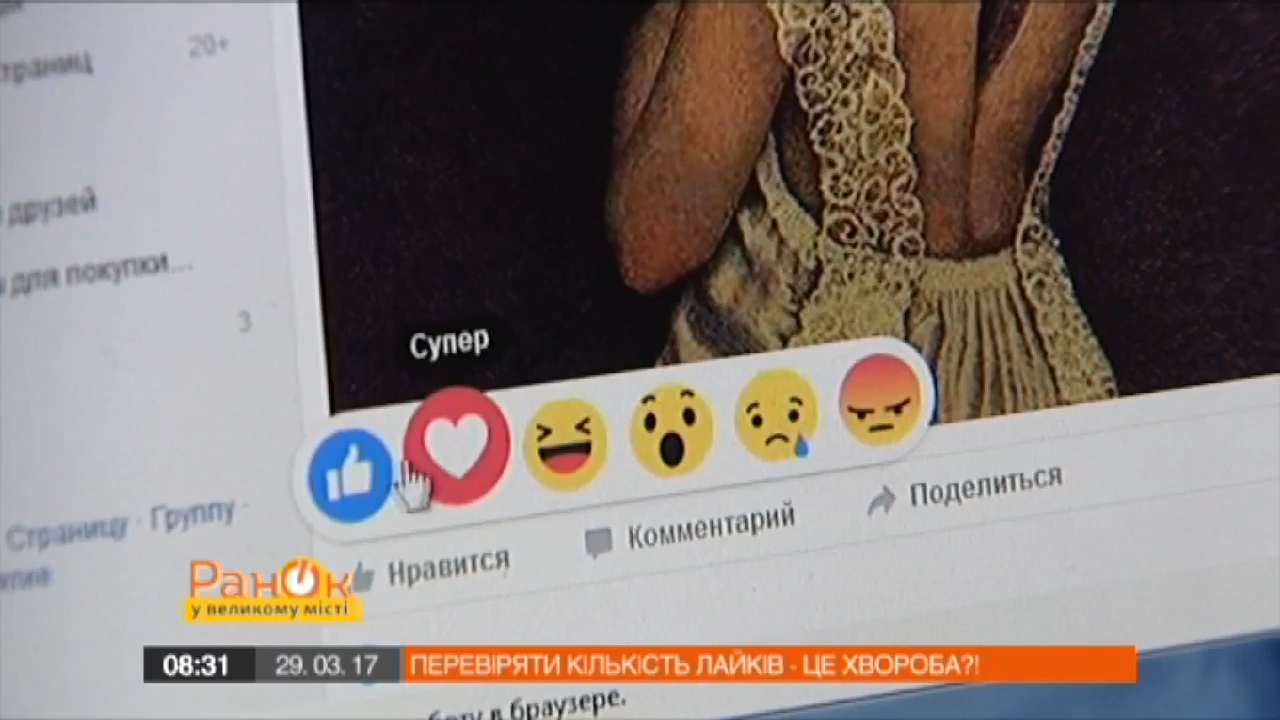 20+
страниц
друзей
для покупки...
3
Супер
Страницу · Группу
Нравится
Комментарий
Поделиться
Ранок
у великому місті
08:31
29. 03. 17
ПЕРЕВІРЯТИ КІЛЬКІСТЬ ЛАЙКІВ - ЦЕ ХВОРОБА?!
в браузере.